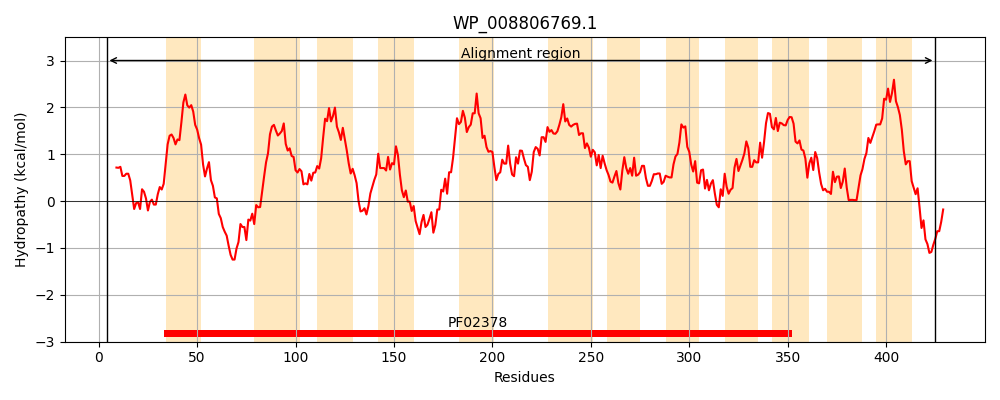 WP_008806769.1
Alignment region
3
2
1
0
−1
−2
−3
Hydropathy (kcal/mol)
PF02378
0 50 100 150 200 250 300 350 400
Residues